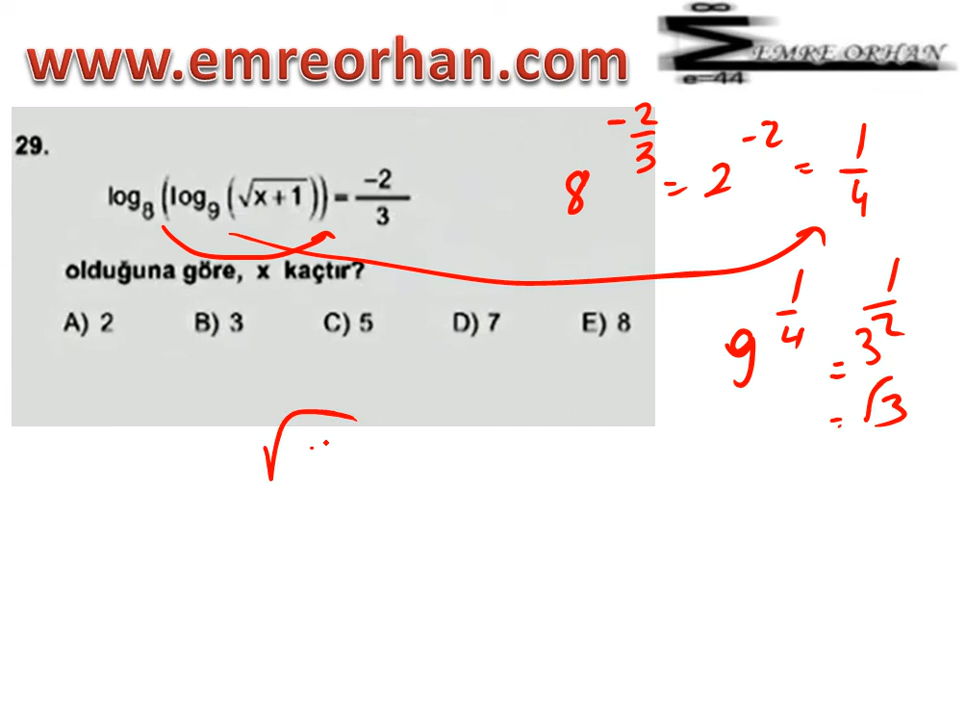 www.emreorhan.com
∞
Σ EMRE ORHAN
e=44
29.
log₈(log₉(√x+1)) = -2/3
olduğuna göre, x kaçtır?
A) 2 B) 3 C) 5 D) 7 E) 8
8^(-2/3) = 2^(-2) = 1/4
9^(1/4) = 3^(1/2)
= √3
√